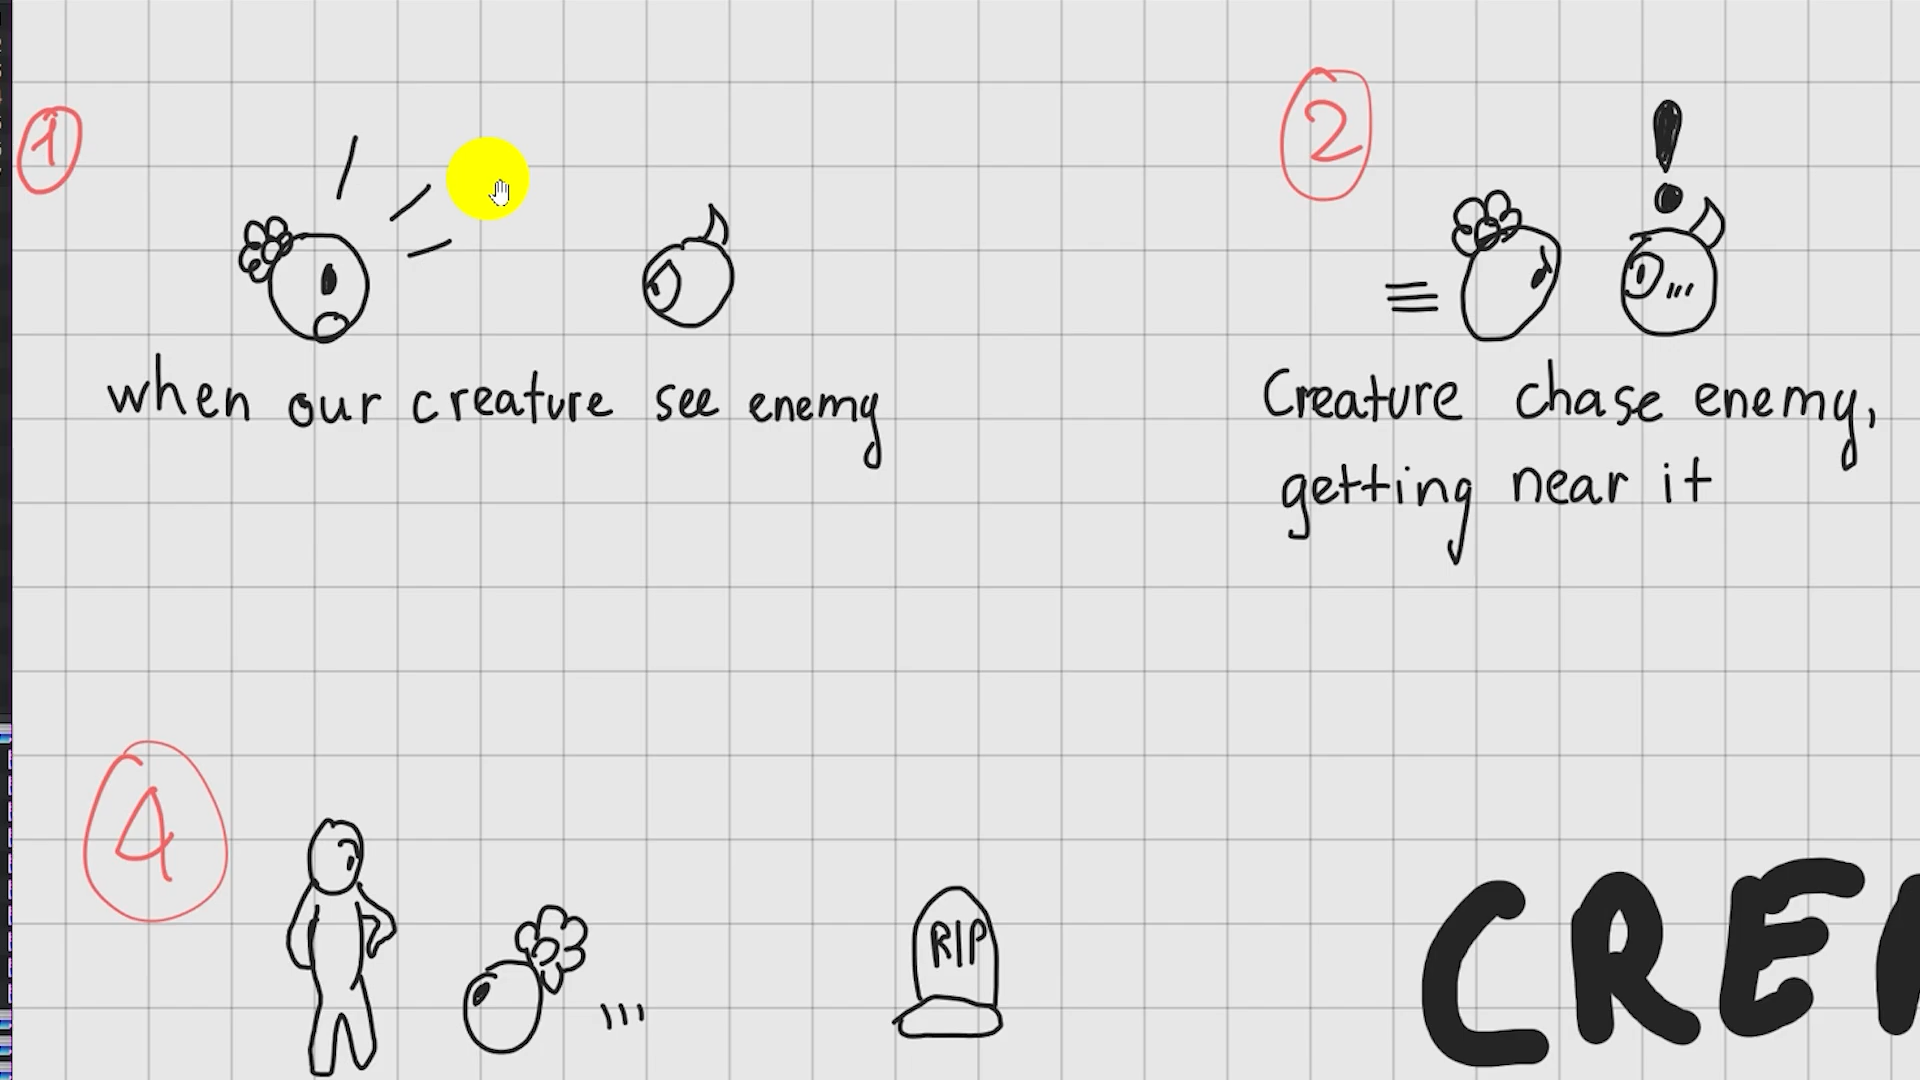 1
2
when our creature see enemy
Creature chase enemy,
getting near it
4
RIP
CRE